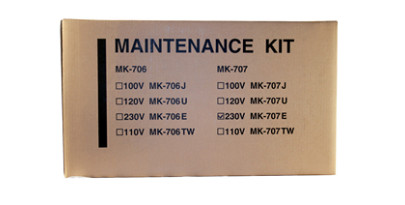 MAINTENANCE KIT
MK-706 MK-707
☐100V MK-706J ☐100V MK-707J
☐120V MK-706U ☐120V MK-707U
☐230V MK-706E ☑230V MK-707E
☐110V MK-706TW ☐110V MK-707TW